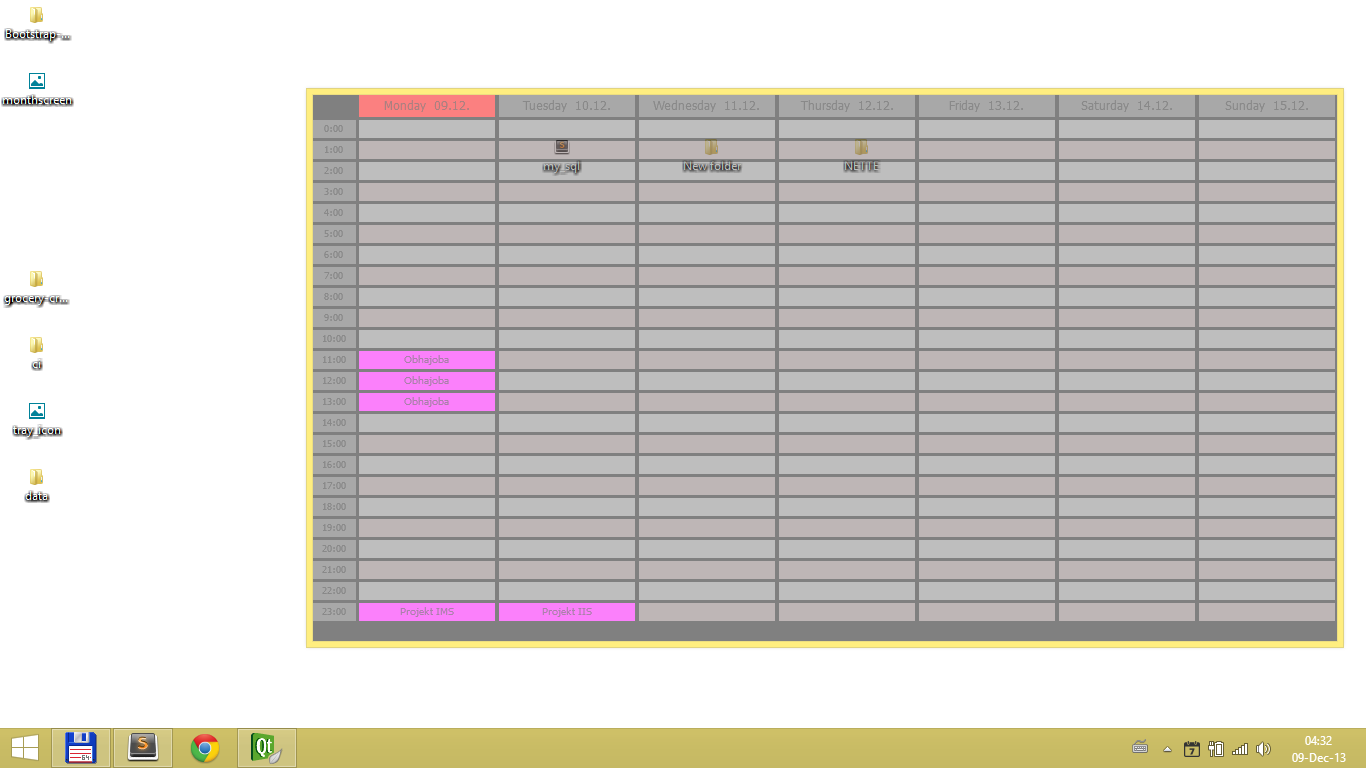 Bootstrap-...
monthscreen
grocery-cr...
ci
tray_icon
data
Monday 09.12. Tuesday 10.12. Wednesday 11.12. Thursday 12.12. Friday 13.12. Saturday 14.12. Sunday 15.12.
0:00
1:00
my_sql New folder NETTE
2:00
3:00
4:00
5:00
6:00
7:00
8:00
9:00
10:00
11:00 Obhajoba
12:00 Obhajoba
13:00 Obhajoba
14:00
15:00
16:00
17:00
18:00
19:00
20:00
21:00
22:00
23:00 Projekt IMS Projekt IIS
64
S
Qt
7
04:32
09-Dec-13